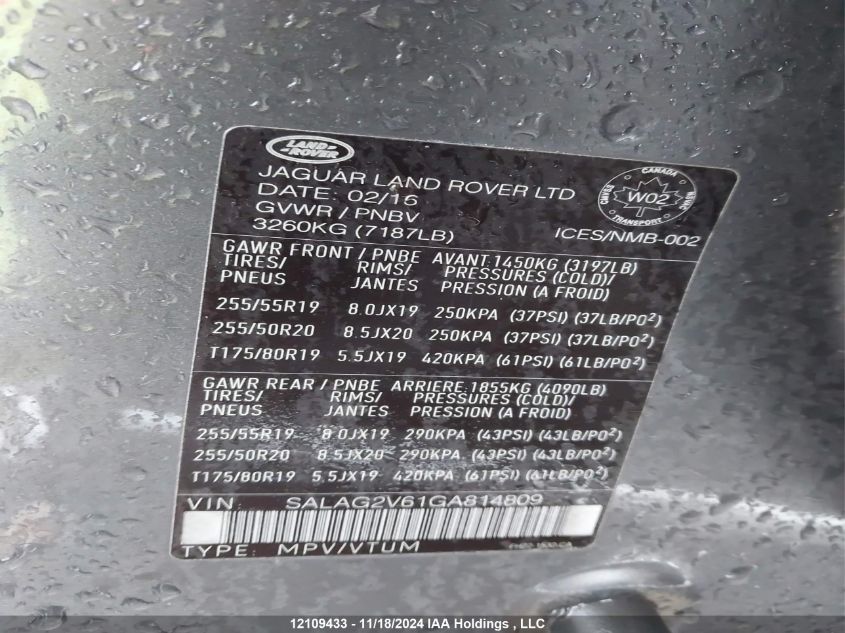 LAND ROVER
JAGUAR LAND ROVER LTD
DATE: 02/16
GVWR / PNBV
3260KG (7187LB)
CANADA
W02
TRANSPORT
ICES/NMB-002
GAWR FRONT / PNBE AVANT 1450KG (3197LB)
TIRES/ RIMS/ PRESSURES (COLD)/
PNEUS JANTES PRESSION (A FROID)
255/55R19 8.0JX19 250KPA (37PSI) (37LB/PO²)
255/50R20 8.5JX20 250KPA (37PSI) (37LB/PO²)
T175/80R19 5.5JX19 420KPA (61PSI) (61LB/PO²)
GAWR REAR / PNBE ARRIERE 1855KG (4090LB)
TIRES/ RIMS/ PRESSURES (COLD)/
PNEUS JANTES PRESSION (A FROID)
255/55R19 8.0JX19 290KPA (43PSI) (43LB/PO²)
255/50R20 8.5JX20 290KPA (43PSI) (43LB/PO²)
T175/80R19 5.5JX19 420KPA (61PSI) (61LB/PO²)
VIN: SALAG2V61GA814809
TYPE: MPV/VTUM
12109433 - 11/18/2024 IAA Holdings , LLC